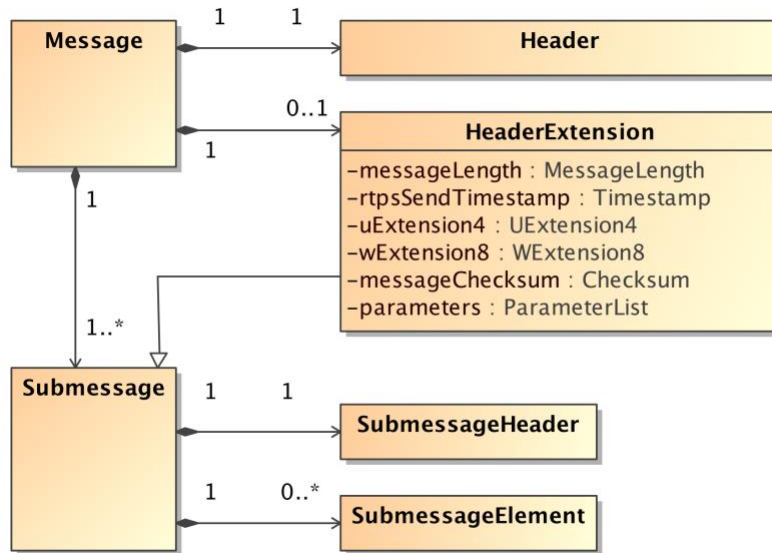 Message
1 1
Header
0..1
1
HeaderExtension
-messageLength : MessageLength
-rtpsSendTimestamp : Timestamp
-uExtension4 : UExtension4
-wExtension8 : WExtension8
-messageChecksum : Checksum
-parameters : ParameterList
1
1..*
Submessage
1 1
SubmessageHeader
1 0..*
SubmessageElement